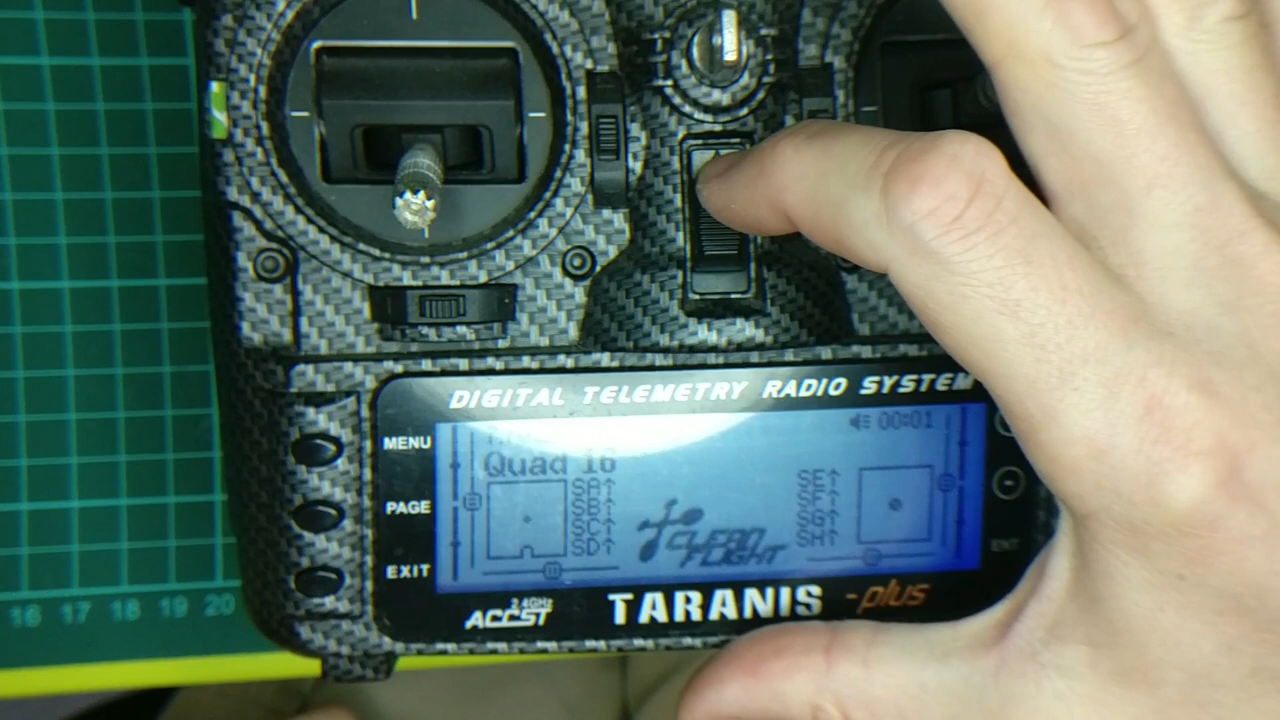 DIGITAL TELEMETRY RADIO SYSTEM
MENU
PAGE
EXIT
00:01
Quad 16
SA↑
SB↑
SC↑
SD↑
CLEAN
FLIGHT
SE↑
SF↑
SG↑
SH↑
ENT
2.4GHz
ACCST
TARANIS -plus
16 17 18 19 20